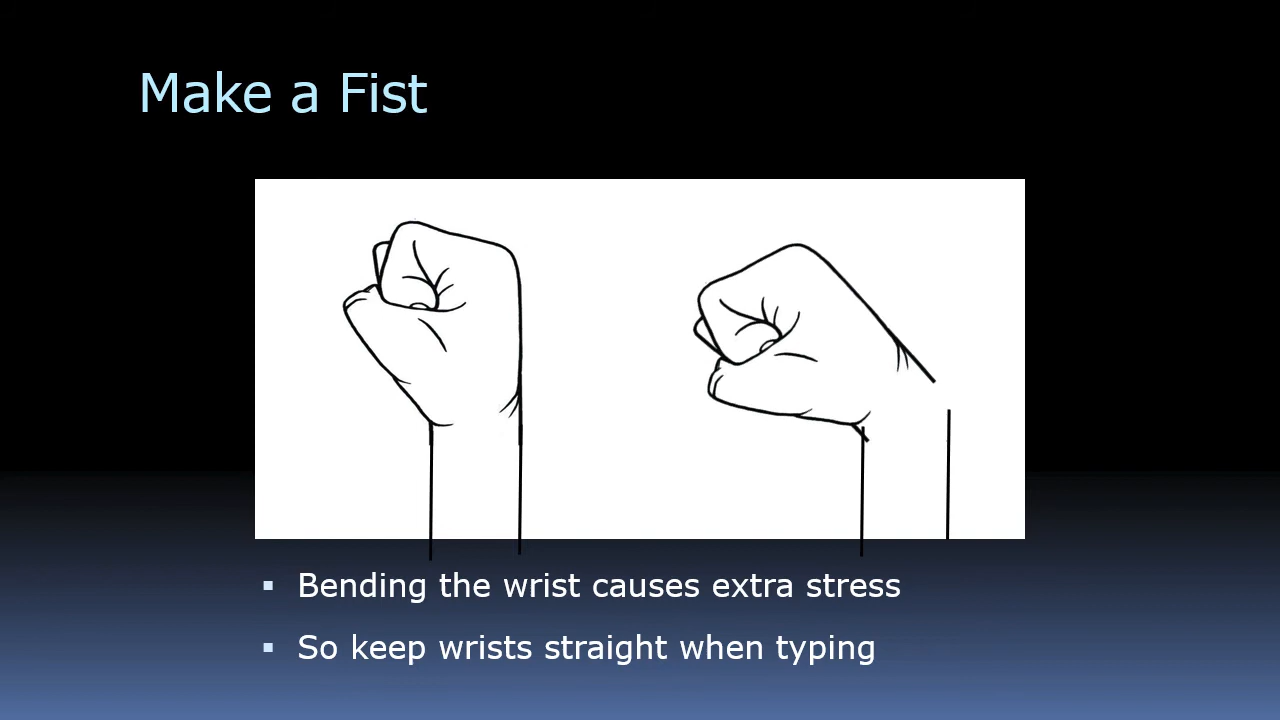 Make a Fist
▪ Bending the wrist causes extra stress
▪ So keep wrists straight when typing